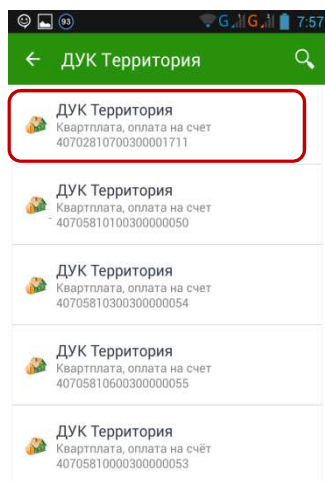 93 G G 7:57
ДУК Территория
ДУК Территория
Квартплата, оплата на счет
40702810700300001711
ДУК Территория
Квартплата, оплата на счет
40705810100300000050
ДУК Территория
Квартплата, оплата на счет
40705810300300000054
ДУК Территория
Квартплата, оплата на счет
40705810600300000055
ДУК Территория
Квартплата, оплата на счёт
40705810000300000053